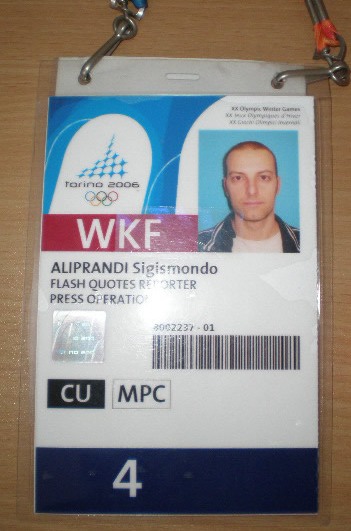 XX Olympic Winter Games
XX Jeux Olympiques d'hiver
XX Giochi Olimpici Invernali
torino 2006
WKF
ALIPRANDI Sigismondo
FLASH QUOTES REPORTER
PRESS OPERATION
8002237 - 01
CU
MPC
4